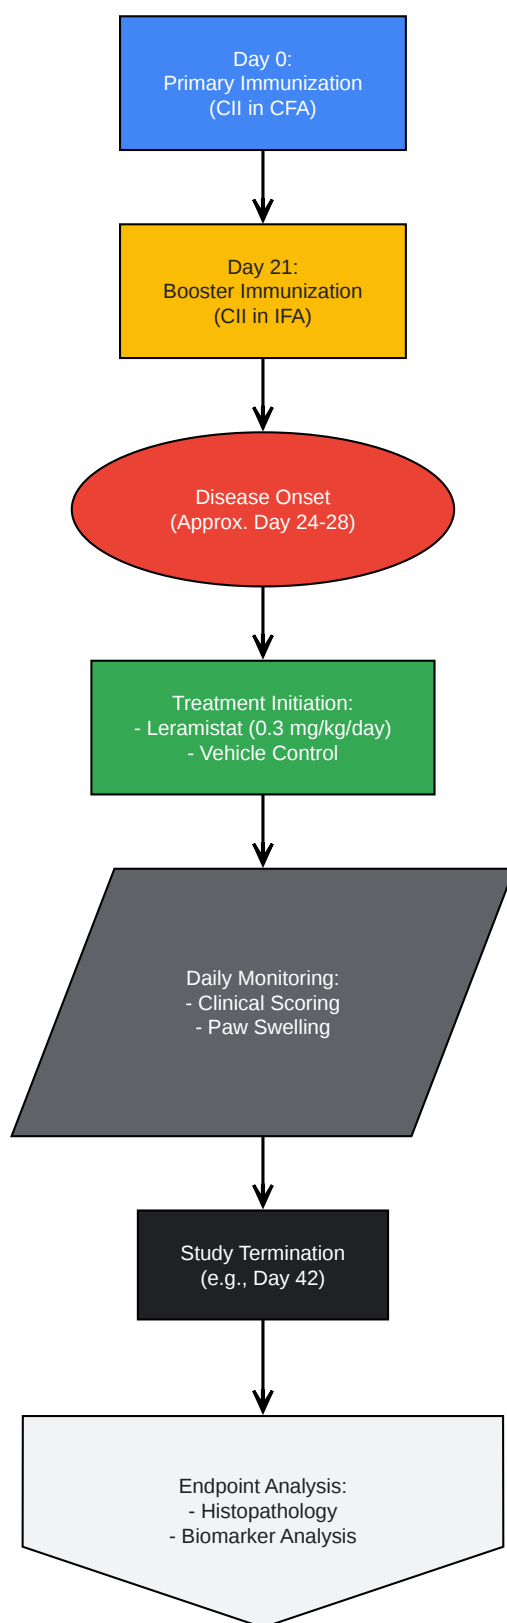 Day 0:
Primary Immunization
(CII in CFA)
Day 21:
Booster Immunization
(CII in IFA)
Disease Onset
(Approx. Day 24-28)
Treatment Initiation:
- Leramistat (0.3 mg/kg/day)
- Vehicle Control
Daily Monitoring:
- Clinical Scoring
- Paw Swelling
Study Termination
(e.g., Day 42)
Endpoint Analysis:
- Histopathology
- Biomarker Analysis